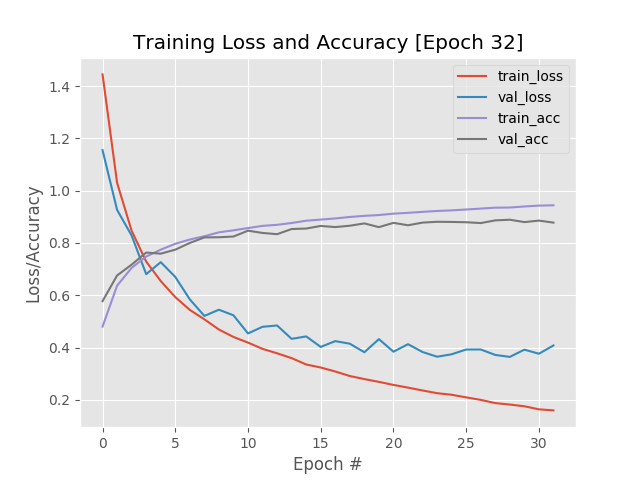 Training Loss and Accuracy [Epoch 32]
train_loss
val_loss
train_acc
val_acc
1.4
1.2
1.0
0.8
0.6
0.4
0.2
Loss/Accuracy
0 5 10 15 20 25 30
Epoch #